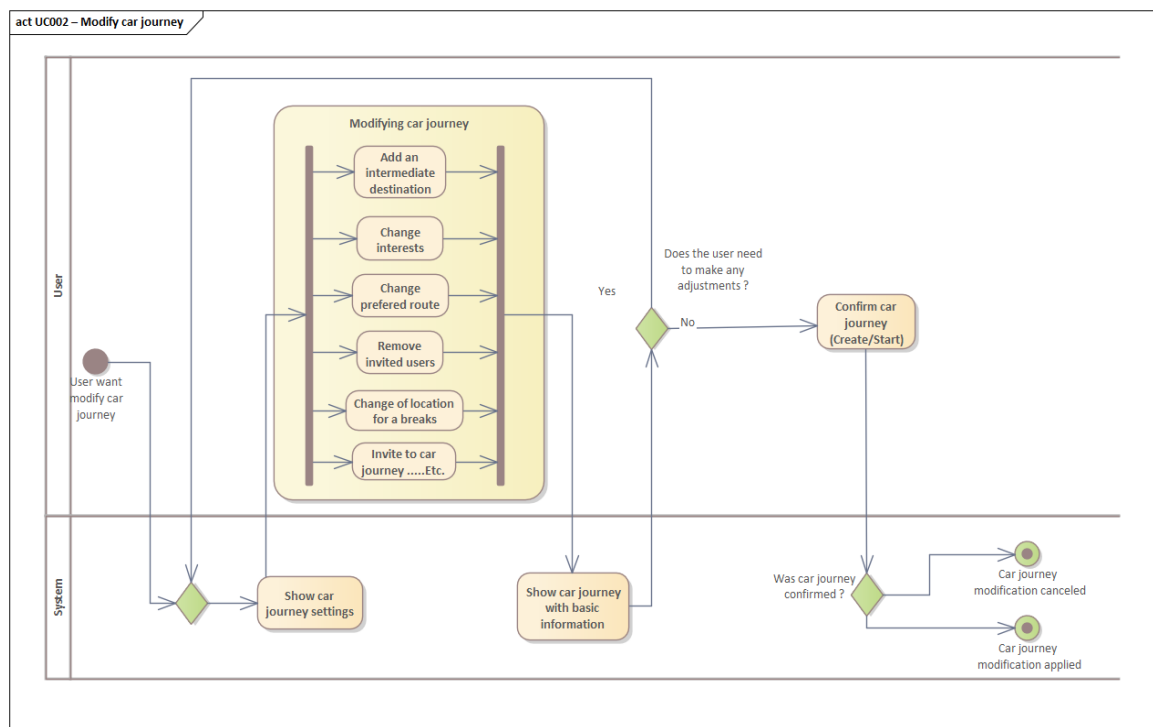 act UC002 – Modify car journey
User
Modifying car journey
Add an
intermediate
destination
Change
interests
Change
prefered route
Remove
invited users
Change of location
for a breaks
Invite to car
journey .....Etc.
User want
modify car
journey
Does the user need
to make any
adjustments ?
Yes
No
Confirm car
journey
(Create/Start)
System
Show car
journey settings
Show car journey
with basic
information
Was car journey
confirmed ?
Car journey
modification canceled
Car journey
modification applied